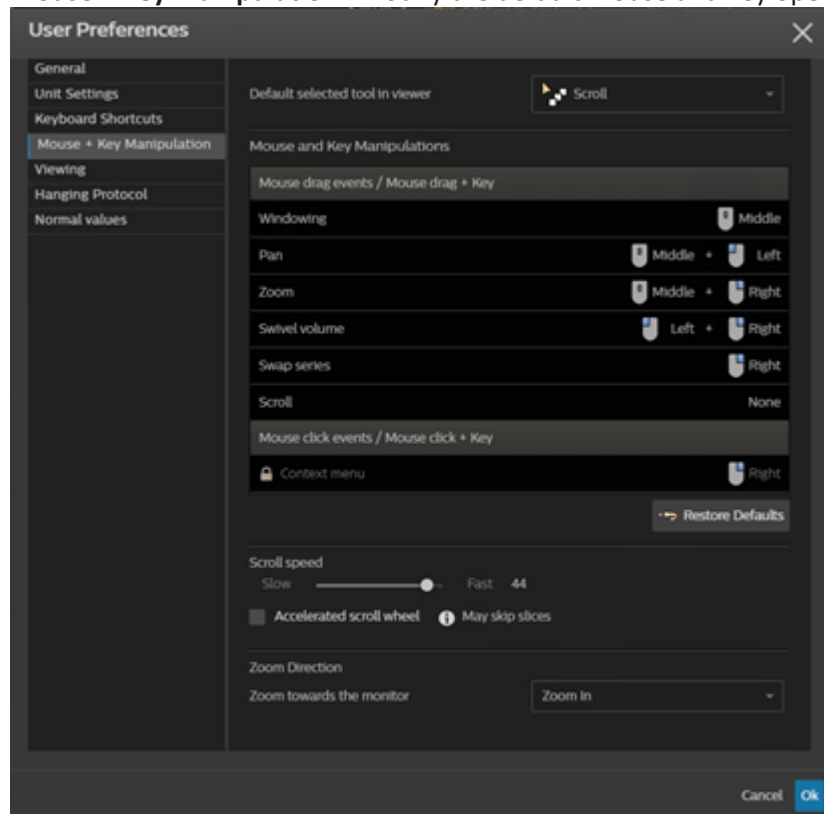 User Preferences
General
Unit Settings
Keyboard Shortcuts
Mouse + Key Manipulation
Viewing
Hanging Protocol
Normal values
Default selected tool in viewer Scroll
Mouse and Key Manipulations
Mouse drag events / Mouse drag + Key
Windowing Middle
Pan Middle + Left
Zoom Middle + Right
Swivel volume Left + Right
Swap series Right
Scroll None
Mouse click events / Mouse click + Key
Context menu Right
Restore Defaults
Scroll speed
Slow Fast 44
Accelerated scroll wheel May skip slices
Zoom Direction
Zoom towards the monitor Zoom In
Cancel Ok